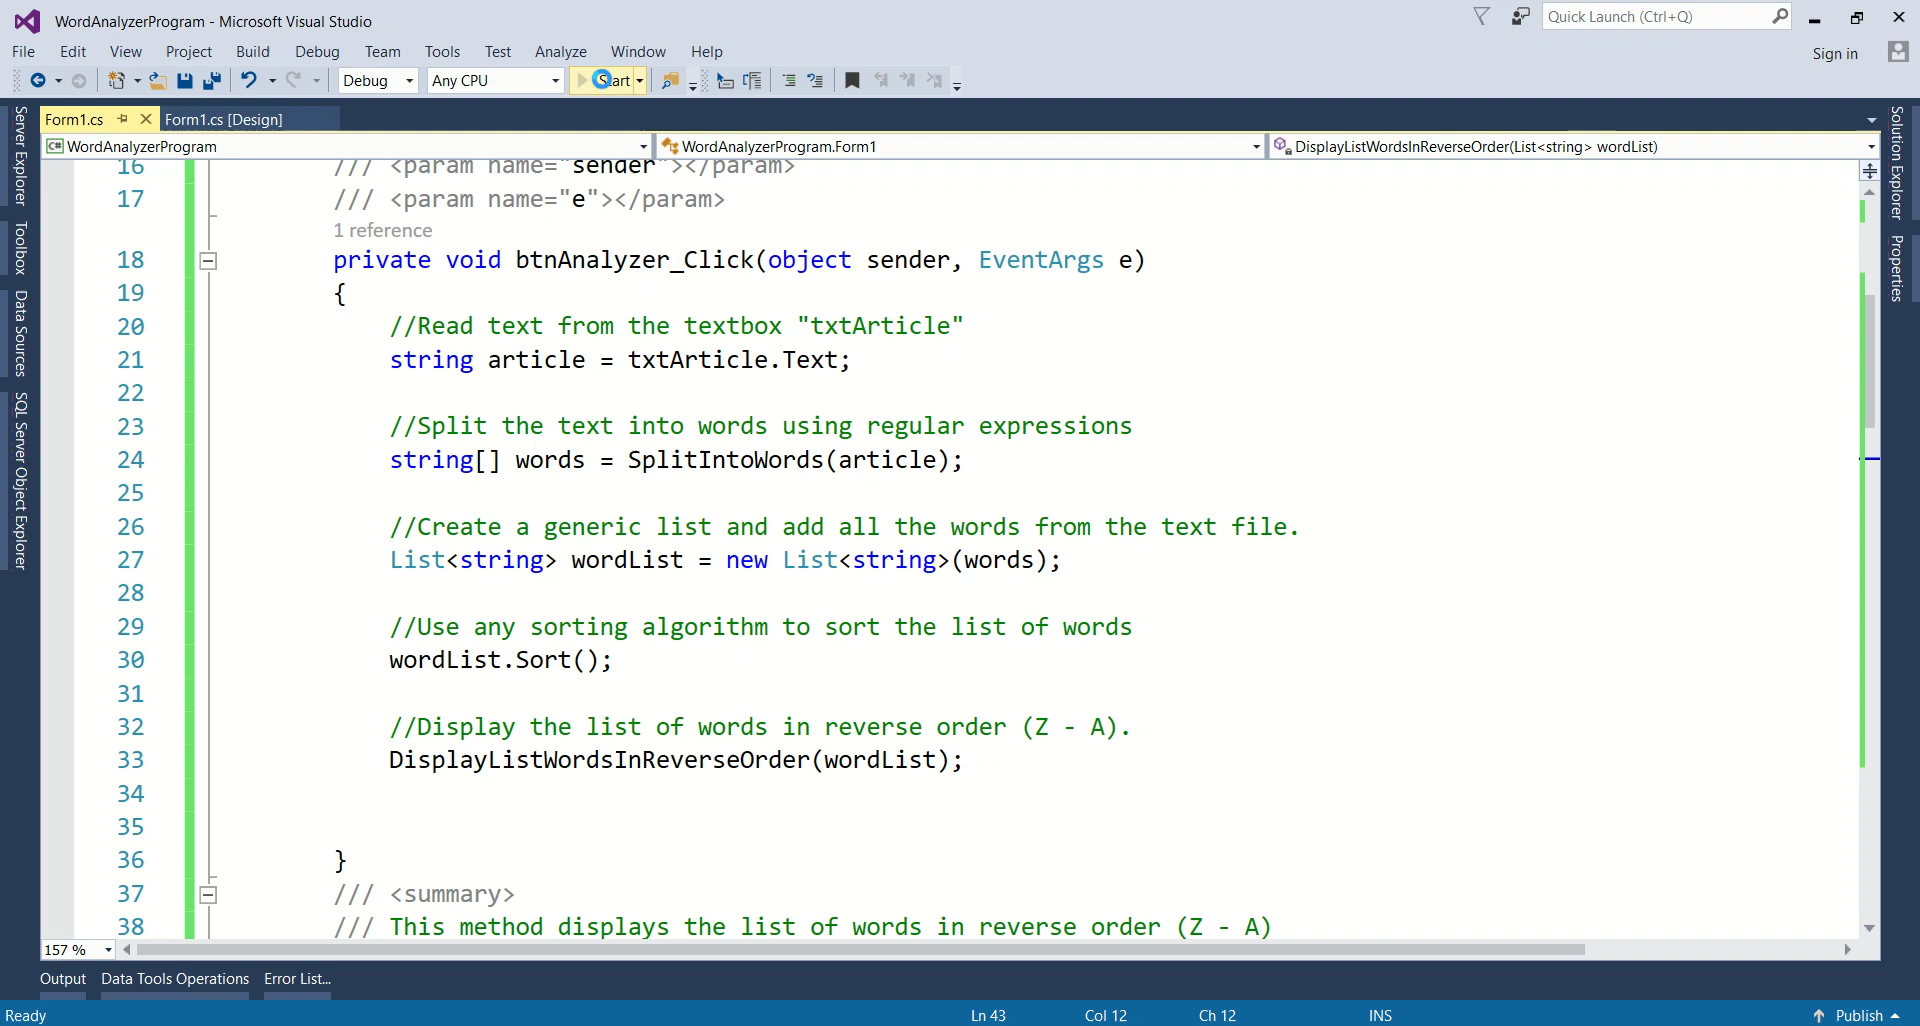 WordAnalyzerProgram - Microsoft Visual Studio
Quick Launch (Ctrl+Q)
File Edit View Project Build Debug Team Tools Test Analyze Window Help
Sign in
Debug Any CPU Start
Form1.cs Form1.cs [Design]
C# WordAnalyzerProgram WordAnalyzerProgram.Form1 DisplayListWordsInReverseOrder(List<string> wordList)
Server Explorer
Toolbox
Data Sources
SQL Server Object Explorer
Solution Explorer
Properties
16 /// <param name="sender"></param>
17 /// <param name="e"></param>
1 reference
18 private void btnAnalyzer_Click(object sender, EventArgs e)
19 {
20 //Read text from the textbox "txtArticle"
21 string article = txtArticle.Text;
22
23 //Split the text into words using regular expressions
24 string[] words = SplitIntoWords(article);
25
26 //Create a generic list and add all the words from the text file.
27 List<string> wordList = new List<string>(words);
28
29 //Use any sorting algorithm to sort the list of words
30 wordList.Sort();
31
32 //Display the list of words in reverse order (Z - A).
33 DisplayListWordsInReverseOrder(wordList);
34
35
36 }
37 /// <summary>
38 /// This method displays the list of words in reverse order (Z - A)
157 %
Output Data Tools Operations Error List...
Ready Ln 43 Col 12 Ch 12 INS Publish